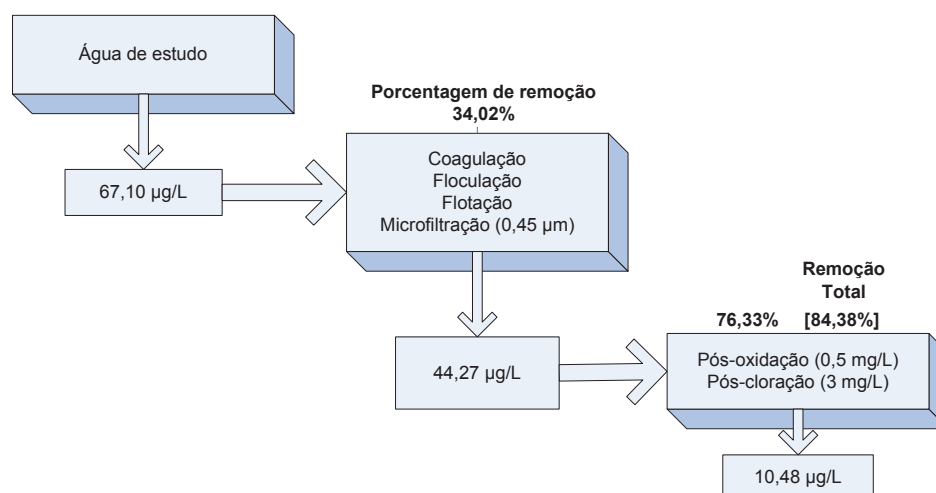 Água de estudo
Porcentagem de remoção
34,02%
67,10 µg/L
Coagulação
Floculação
Flotação
Microfiltração (0,45 µm)
Remoção
Total
76,33% [84,38%]
44,27 µg/L
Pós-oxidação (0,5 mg/L)
Pós-cloração (3 mg/L)
10,48 µg/L